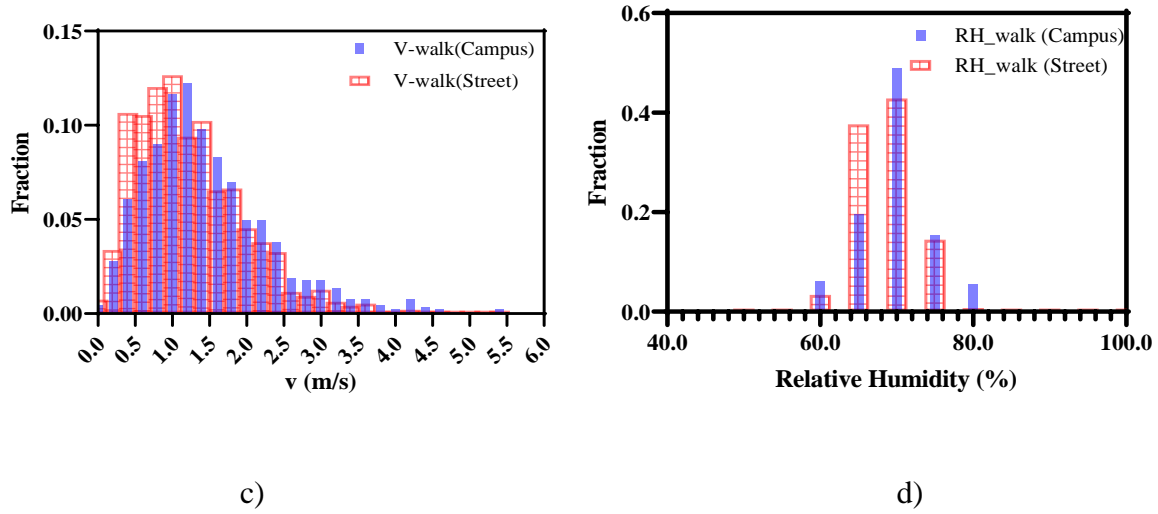 0.15
0.10
0.05
0.00
Fraction
V-walk(Campus)
V-walk(Street)
0.0 0.5 1.0 1.5 2.0 2.5 3.0 3.5 4.0 4.5 5.0 5.5 6.0
v (m/s)
c)
0.6
0.4
0.2
0.0
Fraction
RH_walk (Campus)
RH_walk (Street)
40.0 60.0 80.0 100.0
Relative Humidity (%)
d)